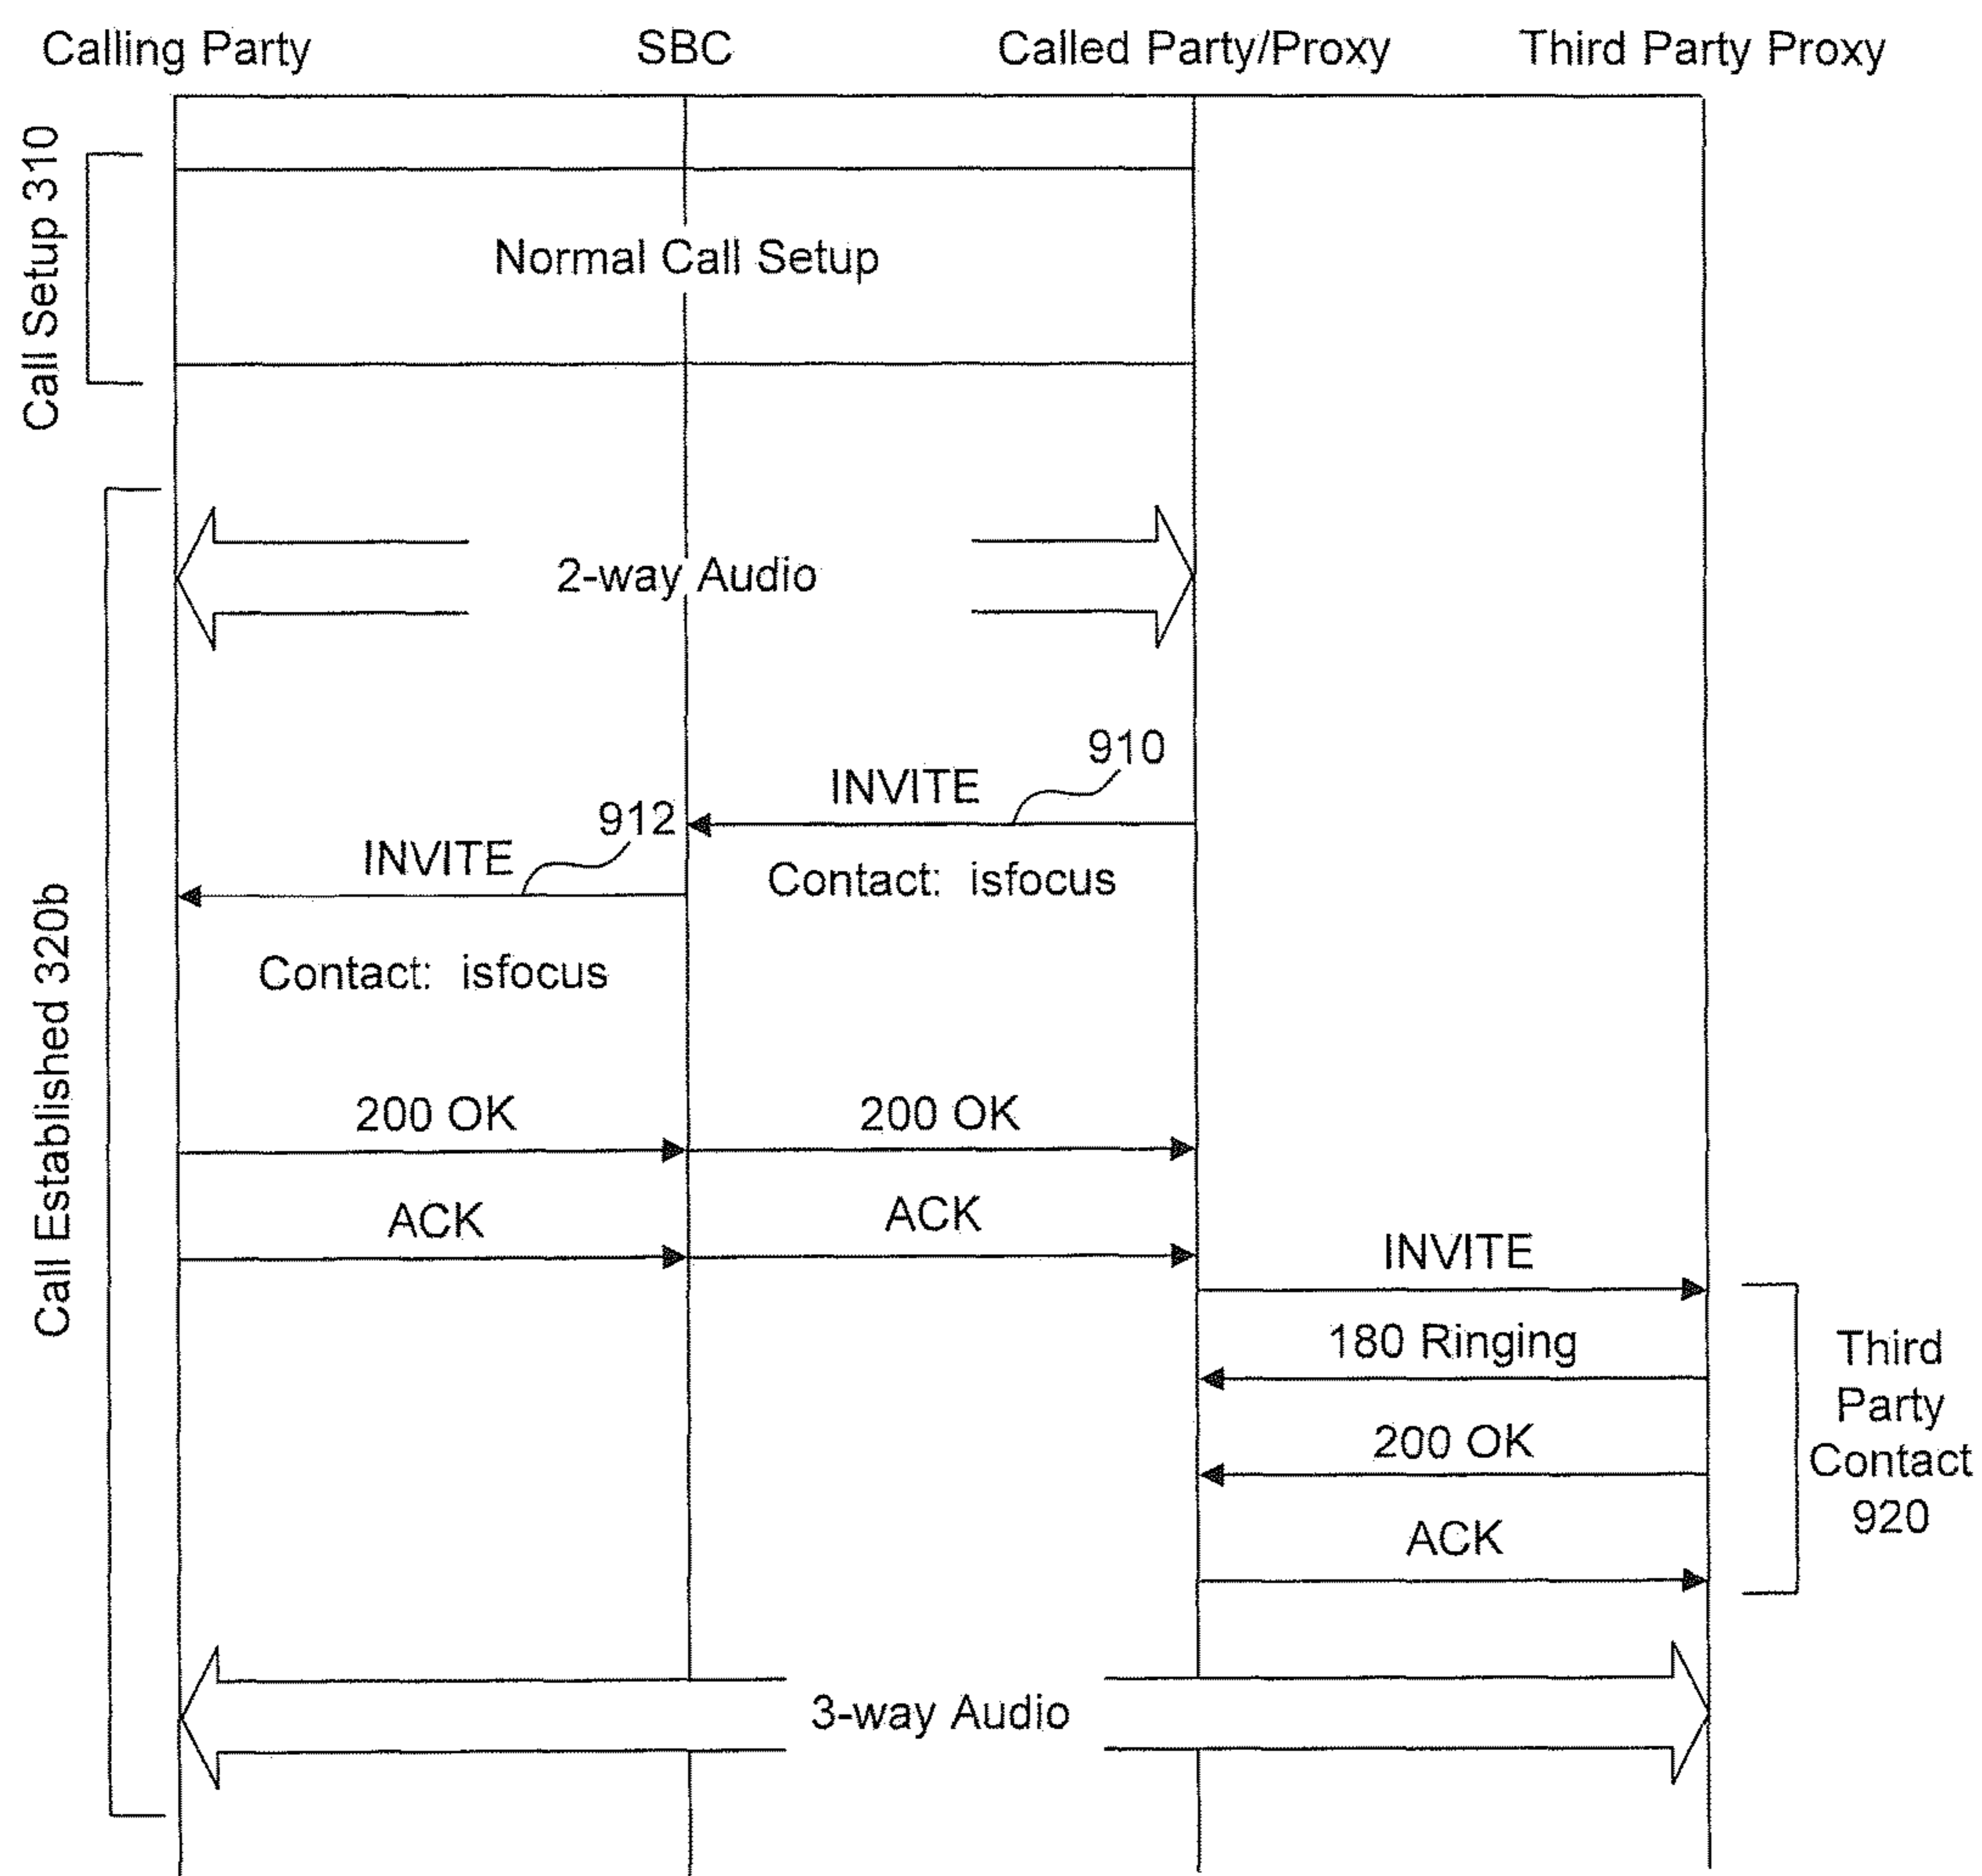 Calling Party
SBC
Called Party/Proxy
Third Party Proxy
Call Setup 310
Normal Call Setup
Call Established 320b
2-way Audio
910
INVITE
912
INVITE
Contact: isfocus
Contact: isfocus
200 OK
200 OK
ACK
ACK
INVITE
180 Ringing
200 OK
ACK
Third
Party
Contact
920
3-way Audio